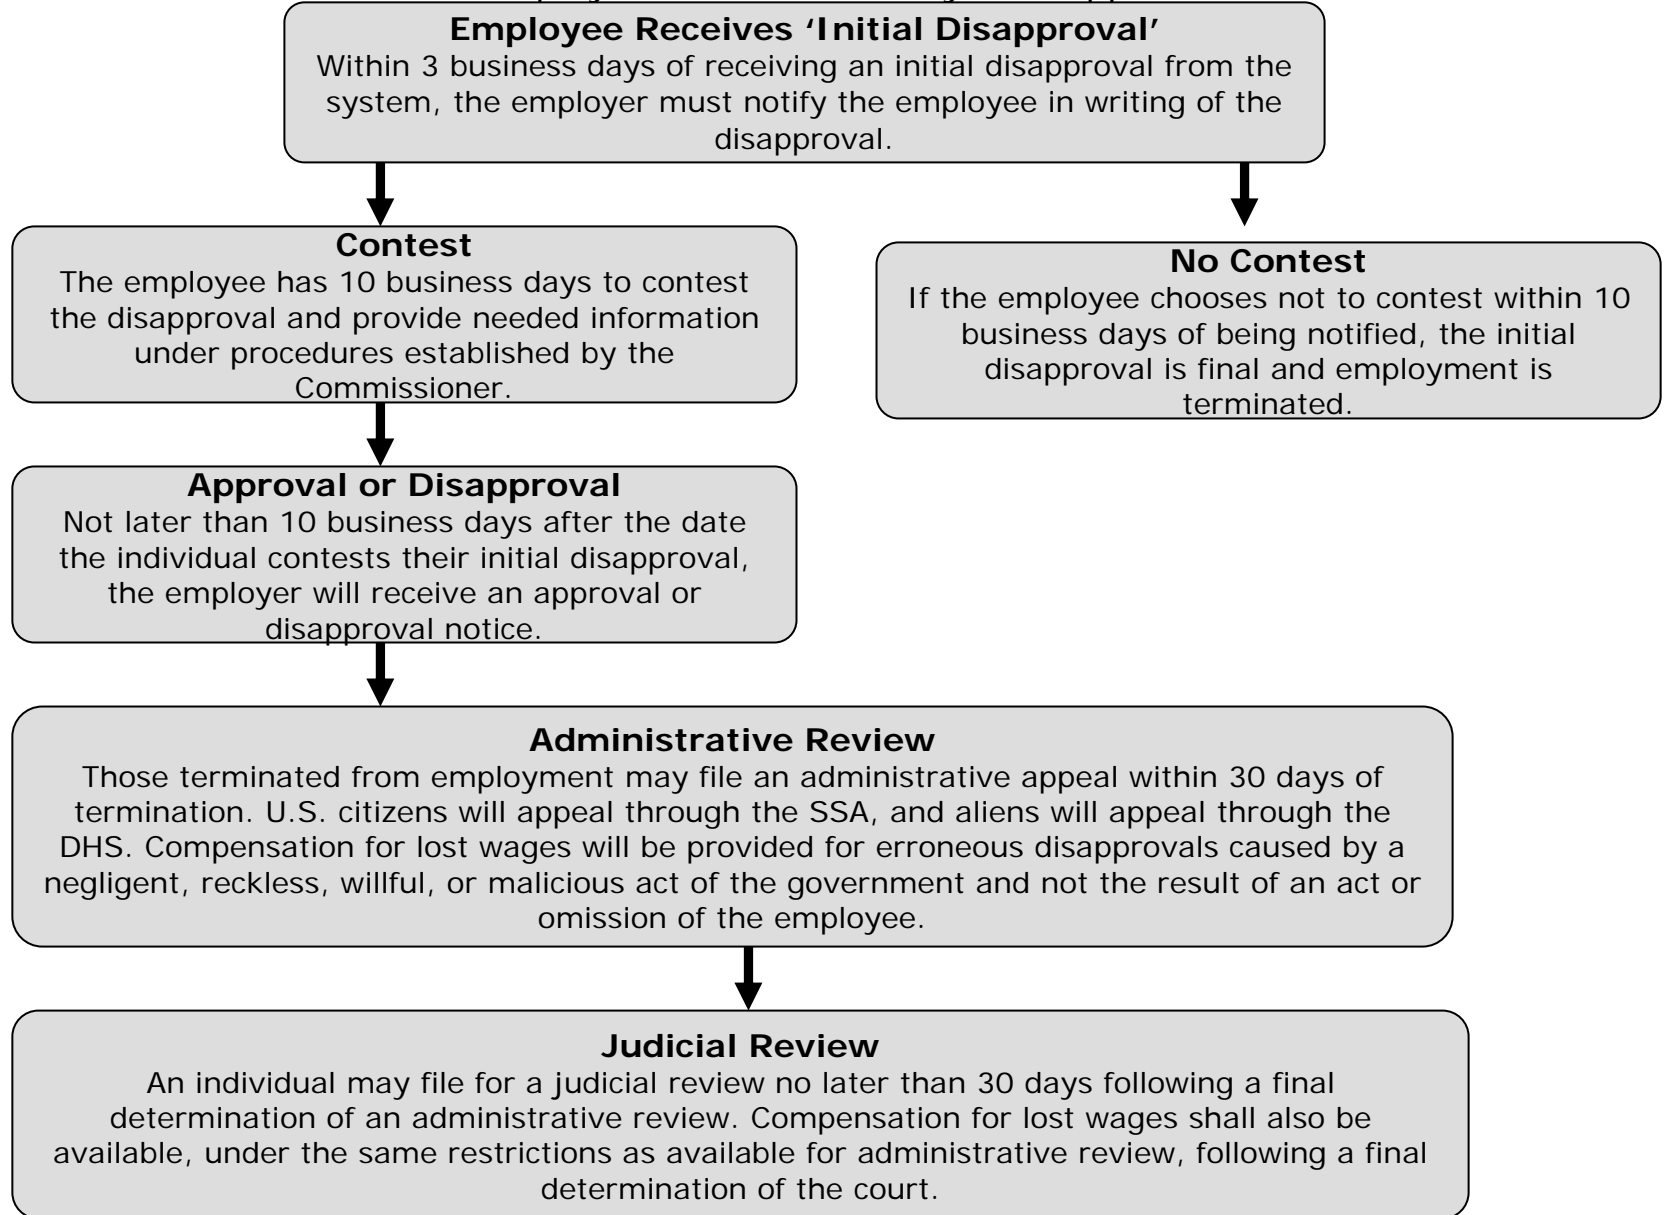 Employee Receives ‘Initial Disapproval’
Within 3 business days of receiving an initial disapproval from the
system, the employer must notify the employee in writing of the
disapproval.
Contest
The employee has 10 business days to contest
the disapproval and provide needed information
under procedures established by the
Commissioner.
No Contest
If the employee chooses not to contest within 10
business days of being notified, the initial
disapproval is final and employment is
terminated.
Approval or Disapproval
Not later than 10 business days after the date
the individual contests their initial disapproval,
the employer will receive an approval or
disapproval notice.
Administrative Review
Those terminated from employment may file an administrative appeal within 30 days of
termination. U.S. citizens will appeal through the SSA, and aliens will appeal through the
DHS. Compensation for lost wages will be provided for erroneous disapprovals caused by a
negligent, reckless, willful, or malicious act of the government and not the result of an act or
omission of the employee.
Judicial Review
An individual may file for a judicial review no later than 30 days following a final
determination of an administrative review. Compensation for lost wages shall also be
available, under the same restrictions as available for administrative review, following a final
determination of the court.